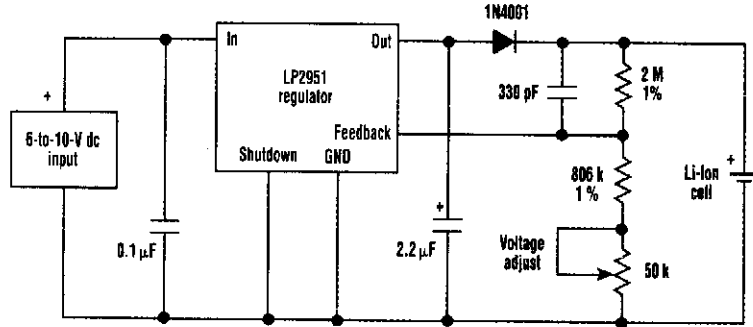 1N4001
In
Out
LP2951
regulator
330 pF
2 M
1%
+
6-to-10-V dc
input
Feedback
Shutdown
GND
806 k
1 %
+
Li-Ion
cell
+
0.1 µF
2.2 µF
Voltage
adjust
50 k